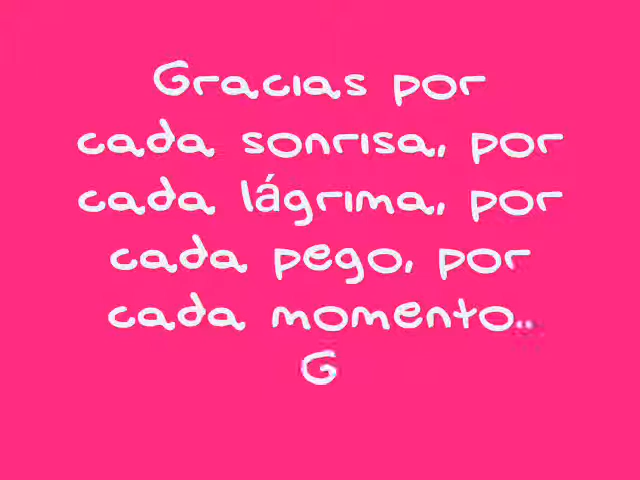 Gracias por
cada sonrisa, por
cada lágrima, por
cada pego, por
cada momento..
G